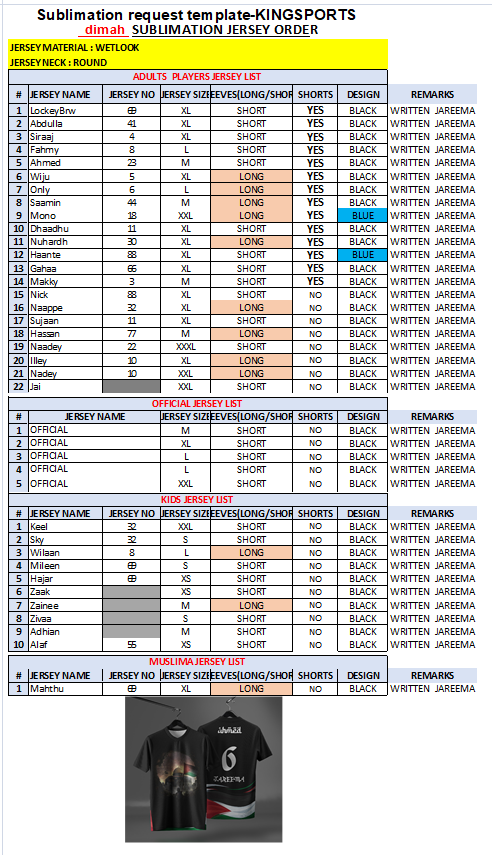 Sublimation request template-KINGSPORTS
dimah SUBLIMATION JERSEY ORDER
JERSEY MATERIAL : WETLOOK
JERSEY NECK : ROUND
ADULTS PLAYERS JERSEY LIST
# JERSEY NAME JERSEY NO JERSEY SIZE EEVES(LONG/SHOR SHORTS DESIGN REMARKS
1 LockeyBrw 69 XL SHORT YES BLACK WRITTEN JAREEMA
2 Abdulla 41 XL SHORT YES BLACK WRITTEN JAREEMA
3 Siraaj 4 XL SHORT YES BLACK WRITTEN JAREEMA
4 Fahmy 8 L SHORT YES BLACK WRITTEN JAREEMA
5 Ahmed 23 M SHORT YES BLACK WRITTEN JAREEMA
6 Wiju 5 XL LONG YES BLACK WRITTEN JAREEMA
7 Only 6 L LONG YES BLACK WRITTEN JAREEMA
8 Saamin 44 M LONG YES BLACK WRITTEN JAREEMA
9 Mono 18 XXL LONG YES BLUE WRITTEN JAREEMA
10 Dhaadhu 11 XL SHORT YES BLACK WRITTEN JAREEMA
11 Nuhardh 30 XL LONG YES BLACK WRITTEN JAREEMA
12 Haante 88 XL SHORT YES BLUE WRITTEN JAREEMA
13 Gahaa 66 XL SHORT YES BLACK WRITTEN JAREEMA
14 Makky 3 M SHORT YES BLACK WRITTEN JAREEMA
15 Nick 88 XL SHORT NO BLACK WRITTEN JAREEMA
16 Naappe 32 XL LONG NO BLACK WRITTEN JAREEMA
17 Sujaan 11 XL SHORT NO BLACK WRITTEN JAREEMA
18 Hassan 77 M LONG NO BLACK WRITTEN JAREEMA
19 Naadey 22 XXXL SHORT NO BLACK WRITTEN JAREEMA
20 Illey 10 XL LONG NO BLACK WRITTEN JAREEMA
21 Nadey 10 XXL LONG NO BLACK WRITTEN JAREEMA
22 Jai XXL SHORT NO BLACK WRITTEN JAREEMA
OFFICIAL JERSEY LIST
# JERSEY NAME JERSEY SIZE EEVES(LONG/SHOR SHORTS DESIGN REMARKS
1 OFFICIAL M SHORT NO BLACK WRITTEN JAREEMA
2 OFFICIAL XL SHORT NO BLACK WRITTEN JAREEMA
3 OFFICIAL L SHORT NO BLACK WRITTEN JAREEMA
4 OFFICIAL L SHORT NO BLACK WRITTEN JAREEMA
5 OFFICIAL XXL SHORT NO BLACK WRITTEN JAREEMA
KIDS JERSEY LIST
# JERSEY NAME JERSEY NO JERSEY SIZE EEVES(LONG/SHOR SHORTS DESIGN REMARKS
1 Keel 32 XXL SHORT NO BLACK WRITTEN JAREEMA
2 Sky 32 S SHORT NO BLACK WRITTEN JAREEMA
3 Wilaan 8 L LONG NO BLACK WRITTEN JAREEMA
4 Mileen 69 S SHORT NO BLACK WRITTEN JAREEMA
5 Hajar 69 XS SHORT NO BLACK WRITTEN JAREEMA
6 Zaak XS SHORT NO BLACK WRITTEN JAREEMA
7 Zainee M LONG NO BLACK WRITTEN JAREEMA
8 Zivaa S SHORT NO BLACK WRITTEN JAREEMA
9 Adhian M SHORT NO BLACK WRITTEN JAREEMA
10 Alaf 55 XS SHORT NO BLACK WRITTEN JAREEMA
MUSLIMA JERSEY LIST
# JERSEY NAME JERSEY NO JERSEY SIZE EEVES(LONG/SHOR SHORTS DESIGN REMARKS
1 Mahthu 69 XL LONG NO BLACK WRITTEN JAREEMA
ahmed
6
JAREEMA